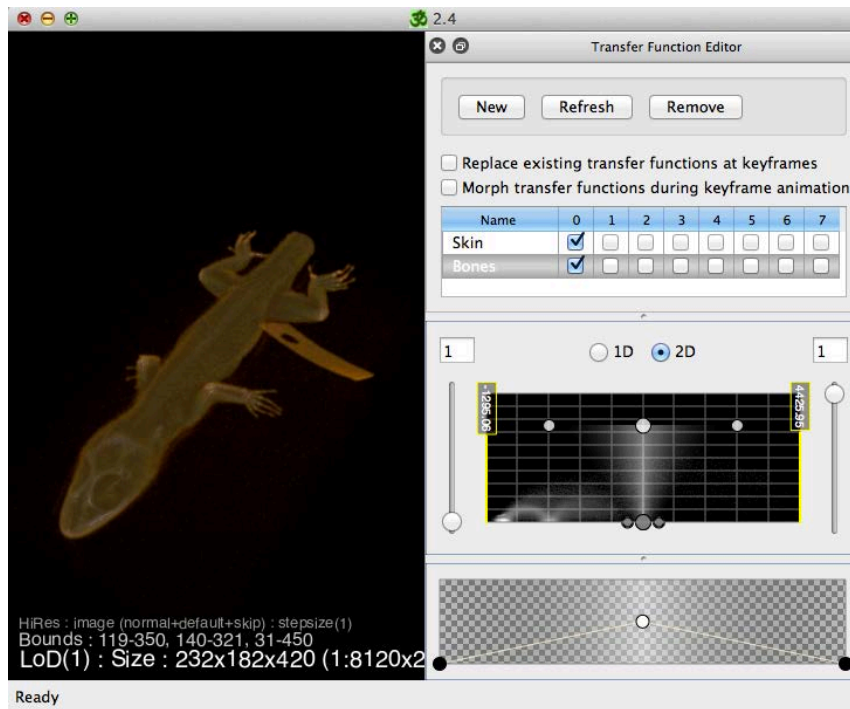 ॐ 2.4
Transfer Function Editor
New Refresh Remove
Replace existing transfer functions at keyframes
Morph transfer functions during keyframe animation
Name 0 1 2 3 4 5 6 7
Skin
Bones
1 1D 2D 1
-1295.06 4425.95
HiRes : image (normal+default+skip) : stepsize(1)
Bounds : 119-350, 140-321, 31-450
LoD(1) : Size : 232x182x420 (1:8120x2
Ready